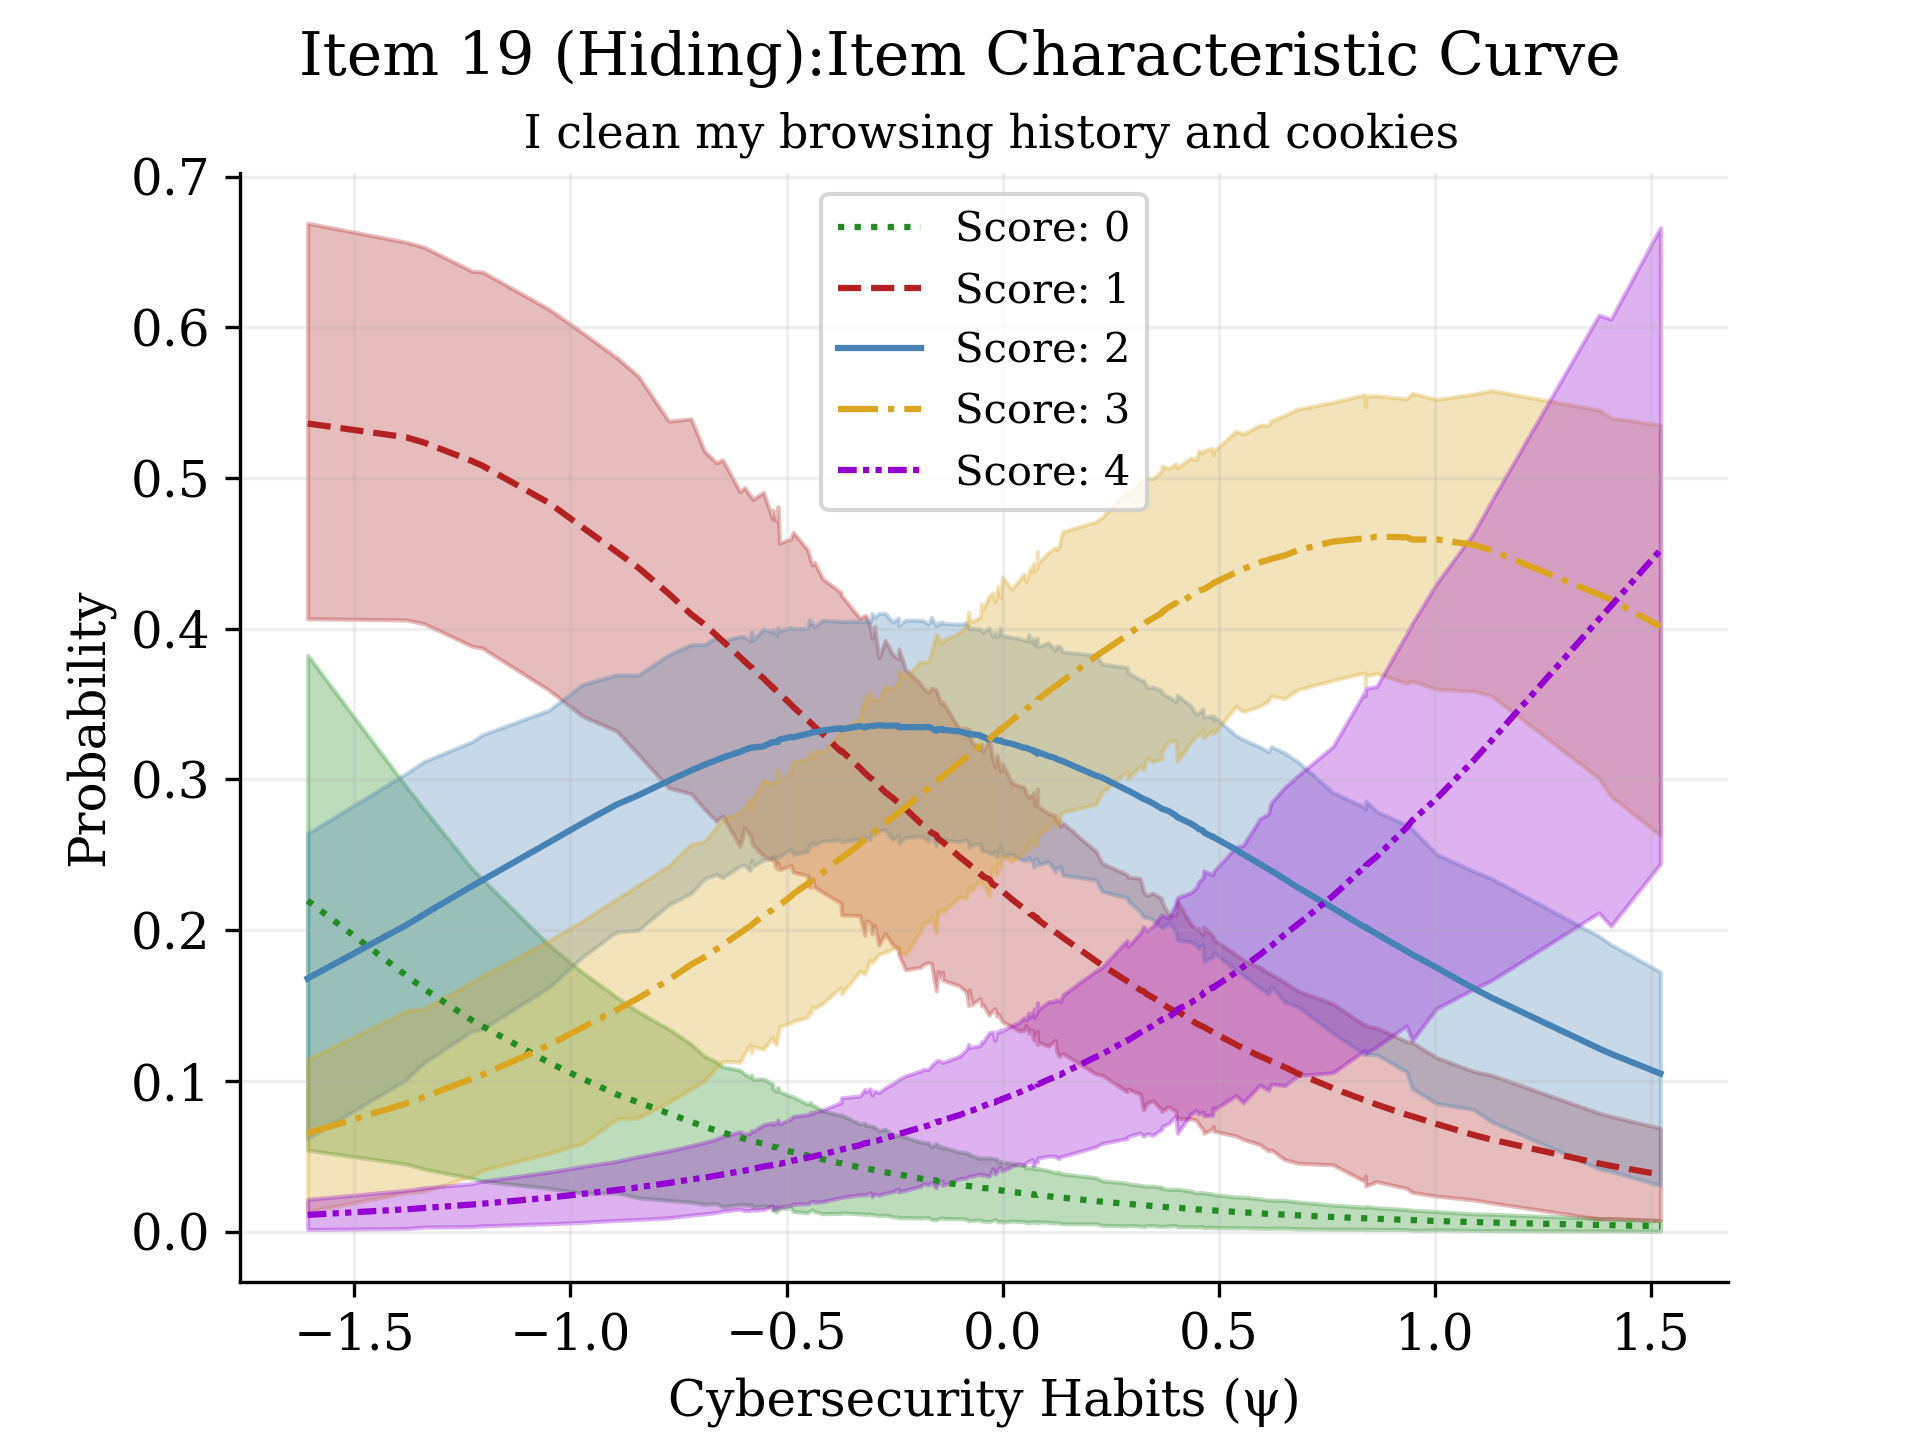 Item 19 (Hiding):Item Characteristic Curve
I clean my browsing history and cookies
0.7
0.6
0.5
0.4
0.3
0.2
0.1
0.0
Probability
Score: 0
Score: 1
Score: 2
Score: 3
Score: 4
−1.5 −1.0 −0.5 0.0 0.5 1.0 1.5
Cybersecurity Habits (ψ)